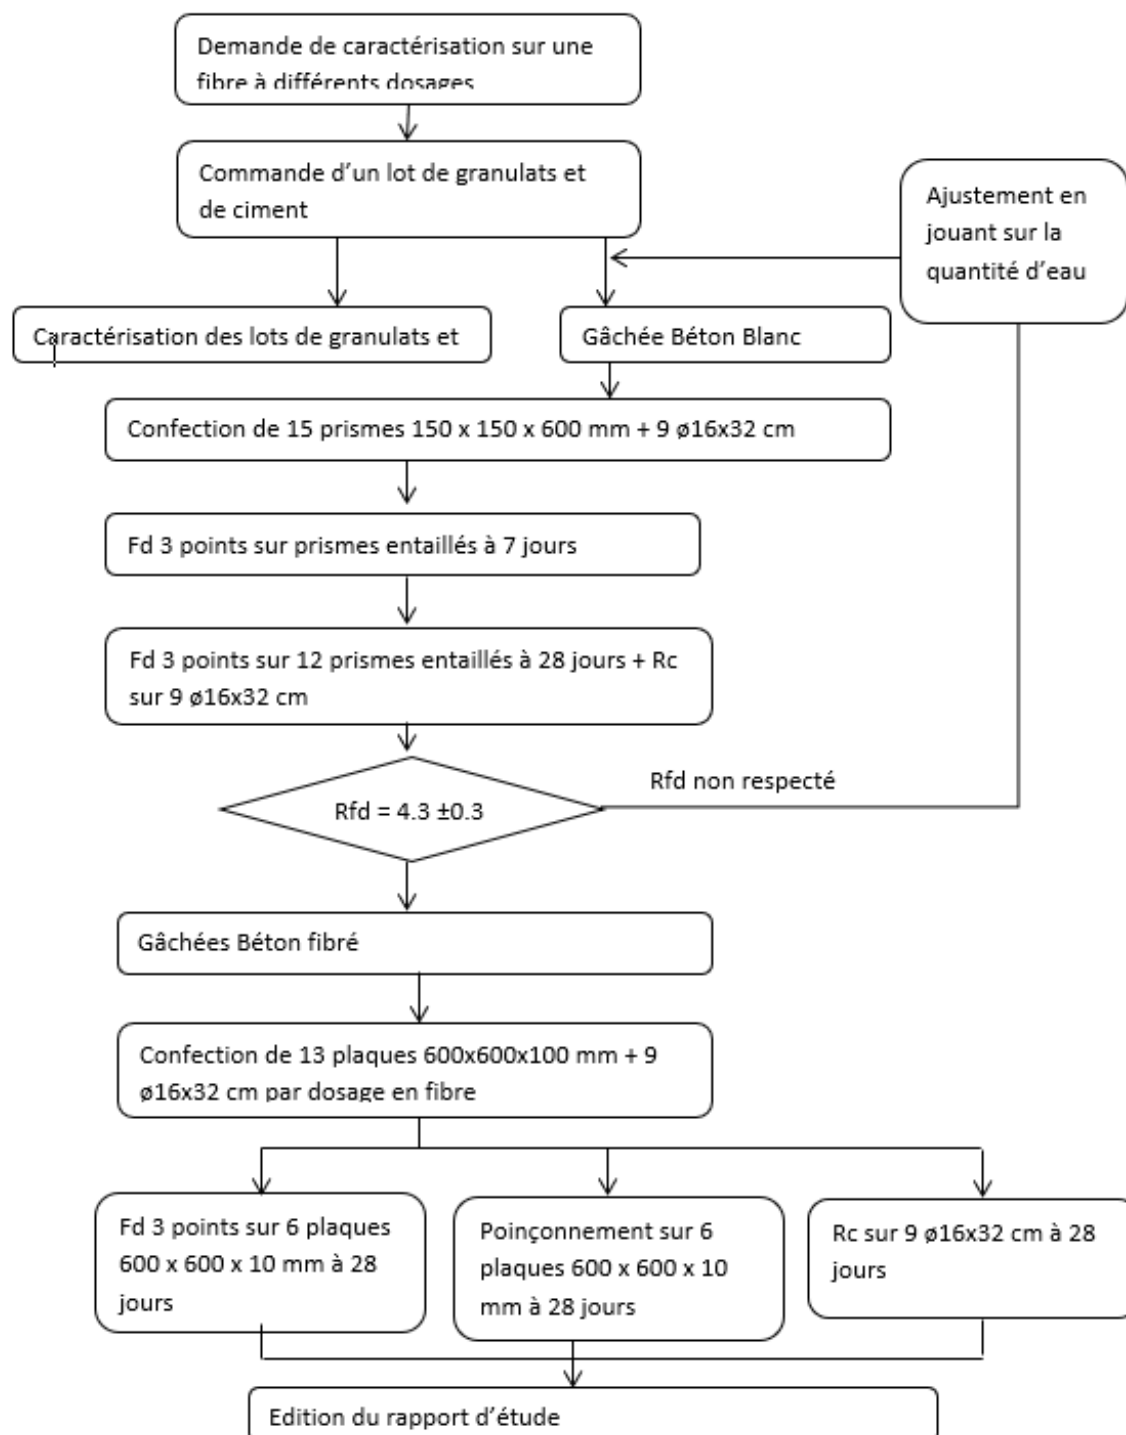 Demande de caractérisation sur une
fibre à différents dosages
Commande d'un lot de granulats et
de ciment
Ajustement en
jouant sur la
quantité d'eau
Caractérisation des lots de granulats et
Gâchée Béton Blanc
Confection de 15 prismes 150 x 150 x 600 mm + 9 ø16x32 cm
Fd 3 points sur prismes entaillés à 7 jours
Fd 3 points sur 12 prismes entaillés à 28 jours + Rc
sur 9 ø16x32 cm
Rfd non respecté
Rfd = 4.3 ±0.3
Gâchées Béton fibré
Confection de 13 plaques 600x600x100 mm + 9
ø16x32 cm par dosage en fibre
Fd 3 points sur 6 plaques
600 x 600 x 10 mm à 28
jours
Poinçonnement sur 6
plaques 600 x 600 x 10
mm à 28 jours
Rc sur 9 ø16x32 cm à 28
jours
Edition du rapport d'étude